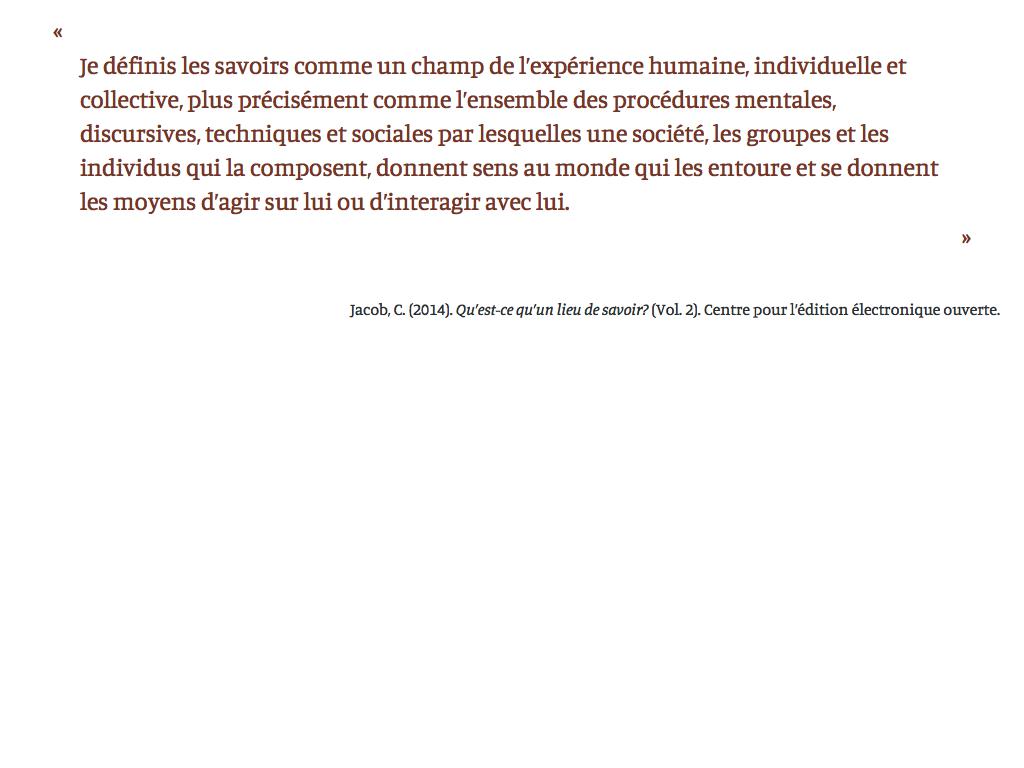 «
Je définis les savoirs comme un champ de l’expérience humaine, individuelle et
collective, plus précisément comme l’ensemble des procédures mentales,
discursives, techniques et sociales par lesquelles une société, les groupes et les
individus qui la composent, donnent sens au monde qui les entoure et se donnent
les moyens d’agir sur lui ou d’interagir avec lui.
»
Jacob, C. (2014). Qu’est-ce qu’un lieu de savoir? (Vol. 2). Centre pour l’édition électronique ouverte.